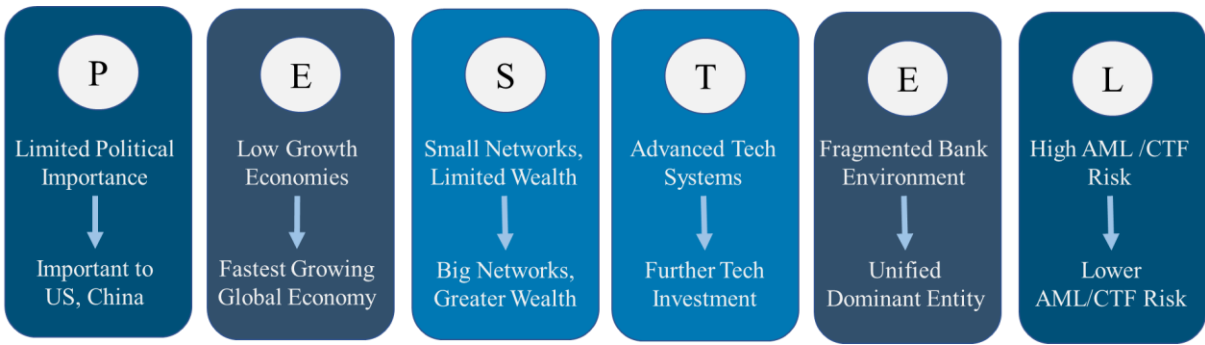 P
Limited Political
Importance
Important to
US, China
E
Low Growth
Economies
Fastest Growing
Global Economy
S
Small Networks,
Limited Wealth
Big Networks,
Greater Wealth
T
Advanced Tech
Systems
Further Tech
Investment
E
Fragmented Bank
Environment
Unified
Dominant Entity
L
High AML /CTF
Risk
Lower
AML/CTF Risk